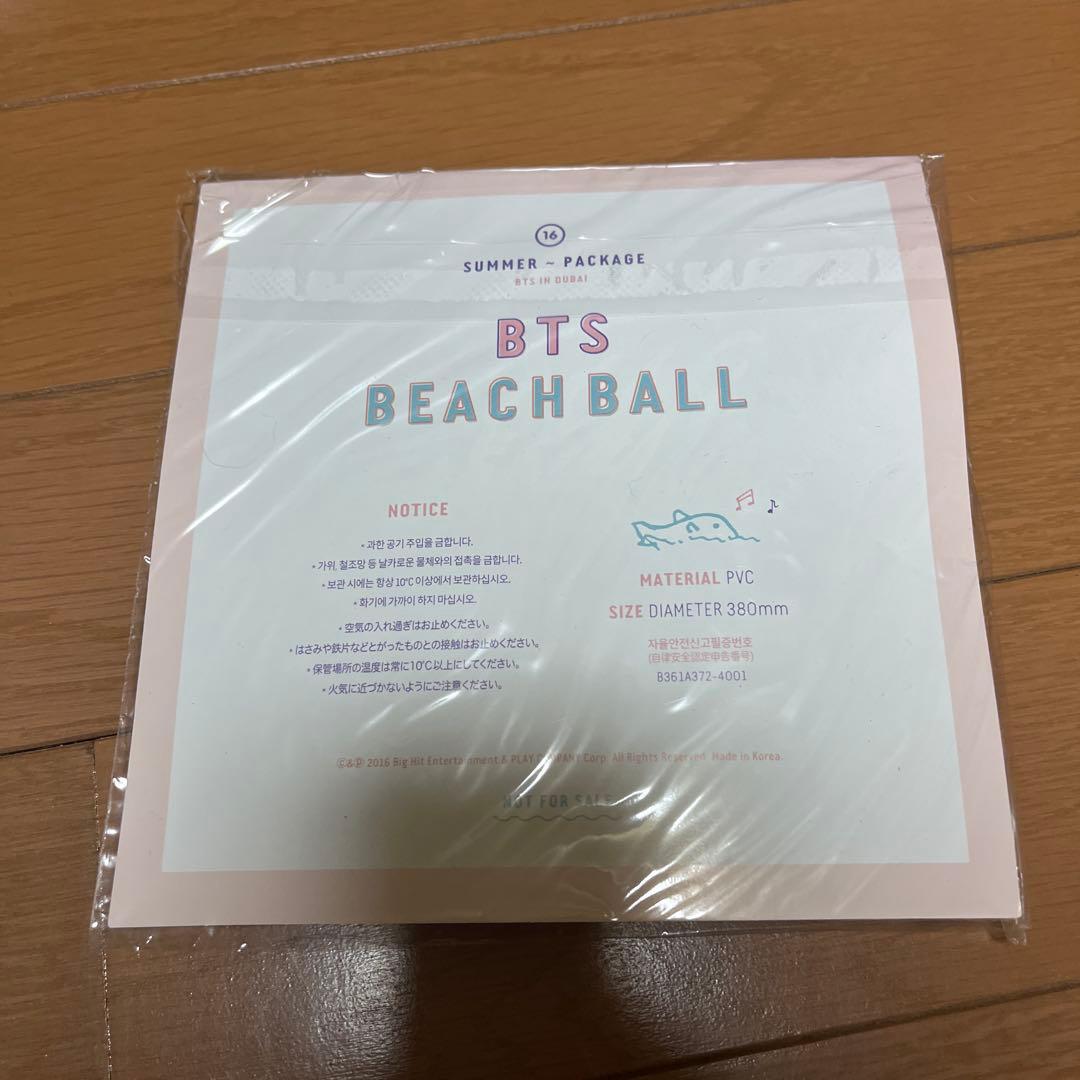 16
SUMMER ~ PACKAGE
BTS IN DUBAI
BTS
BEACH BALL
NOTICE
* 과한 공기 주입을 금합니다.
* 가위, 철조망 등 날카로운 물체와의 접촉을 금합니다.
* 보관 시에는 항상 10℃ 이상에서 보관하십시오.
* 화기에 가까이 하지 마십시오.
* 空気の入れ過ぎはお止めください。
* はさみや鉄片などとがったものとの接触はお止めください。
* 保管場所の温度は常に10℃以上にしてください。
* 火気に近づかないようにご注意ください。
MATERIAL PVC
SIZE DIAMETER 380mm
자율안전신고필증번호
(自律安全認定申告番号)
B361A372-4001
©&℗ 2016 Big Hit Entertainment & PLAY COMPANY Corp. All Rights Reserved. Made in Korea.
NOT FOR SALE